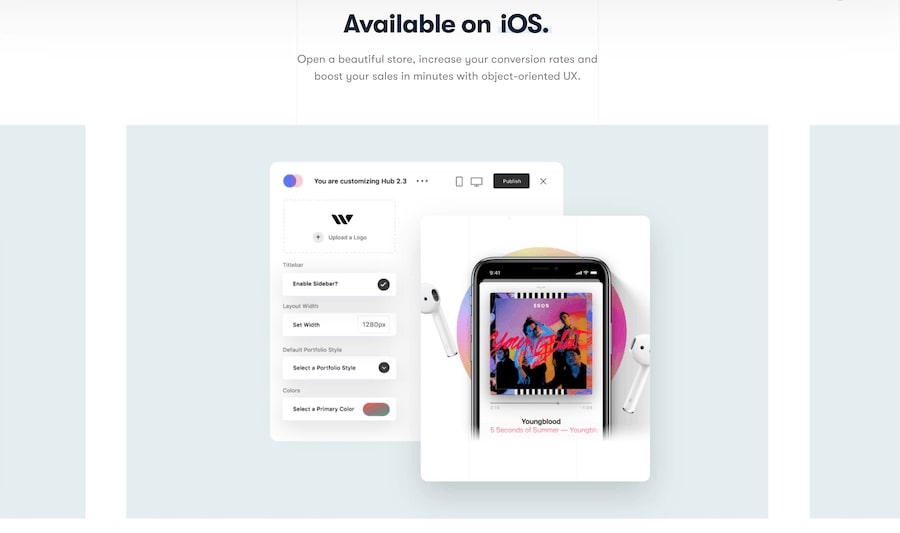 Available on iOS.
Open a beautiful store, increase your conversion rates and
boost your sales in minutes with object-oriented UX.
You are customizing Hub 2.3
Publish
Upload a Logo
Titlebar
Enable Sidebar?
Layout Width
Set Width
1280px
Default Portfolio Style
Select a Portfolio Style
Colors
Select a Primary Color
9:41
Youngblood
Youngblood
5 Seconds of Summer — Youngblo